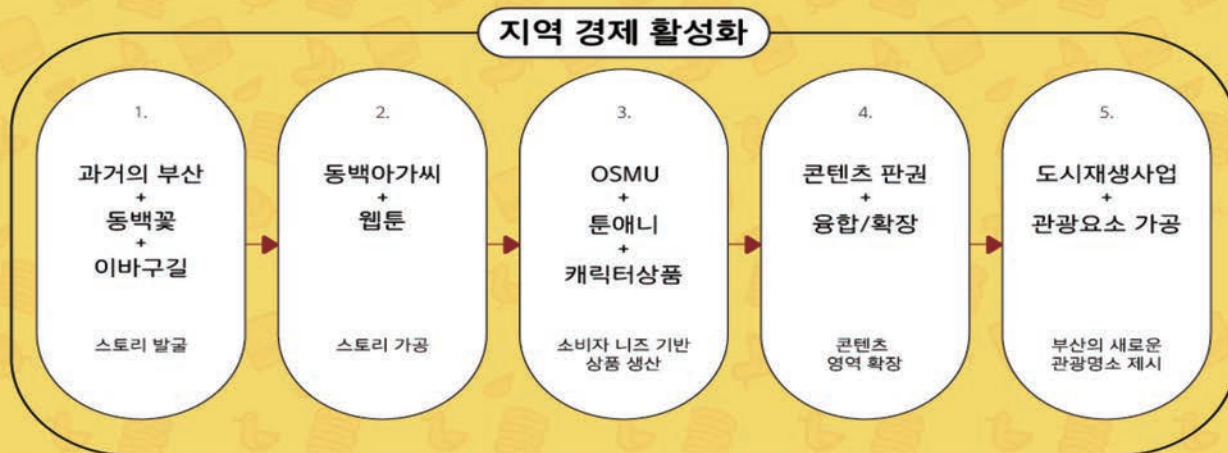 지역 경제 활성화
1.
과거의 부산
+
동백꽃
+
이바구길
스토리 발굴
2.
동백아가씨
+
웹툰
스토리 가공
3.
OSMU
+
툰애니
+
캐릭터상품
소비자 니즈 기반
상품 생산
4.
콘텐츠 판권
+
융합/확장
콘텐츠
영역 확장
5.
도시재생사업
+
관광요소 가공
부산의 새로운
관광명소 제시